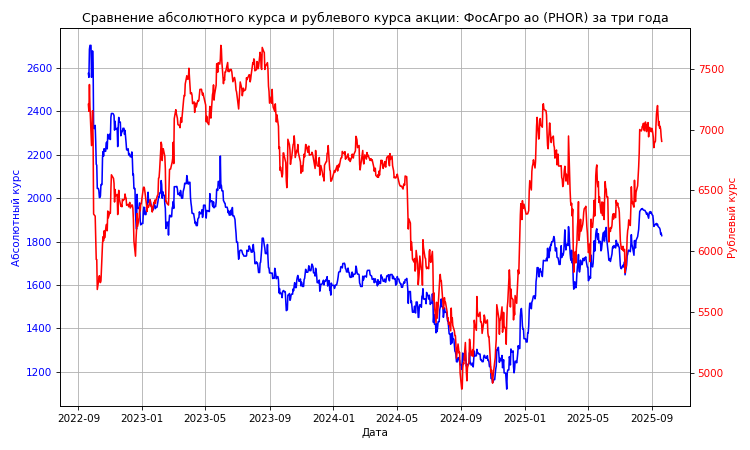 Сравнение абсолютного курса и рублевого курса акции: ФосАгро ао (PHOR) за три года
Абсолютный курс
2600
2400
2200
2000
1800
1600
1400
1200
7500
7000
6500
6000
5500
5000
Рублевый курс
2022-09 2023-01 2023-05 2023-09 2024-01 2024-05 2024-09 2025-01 2025-05 2025-09
Дата